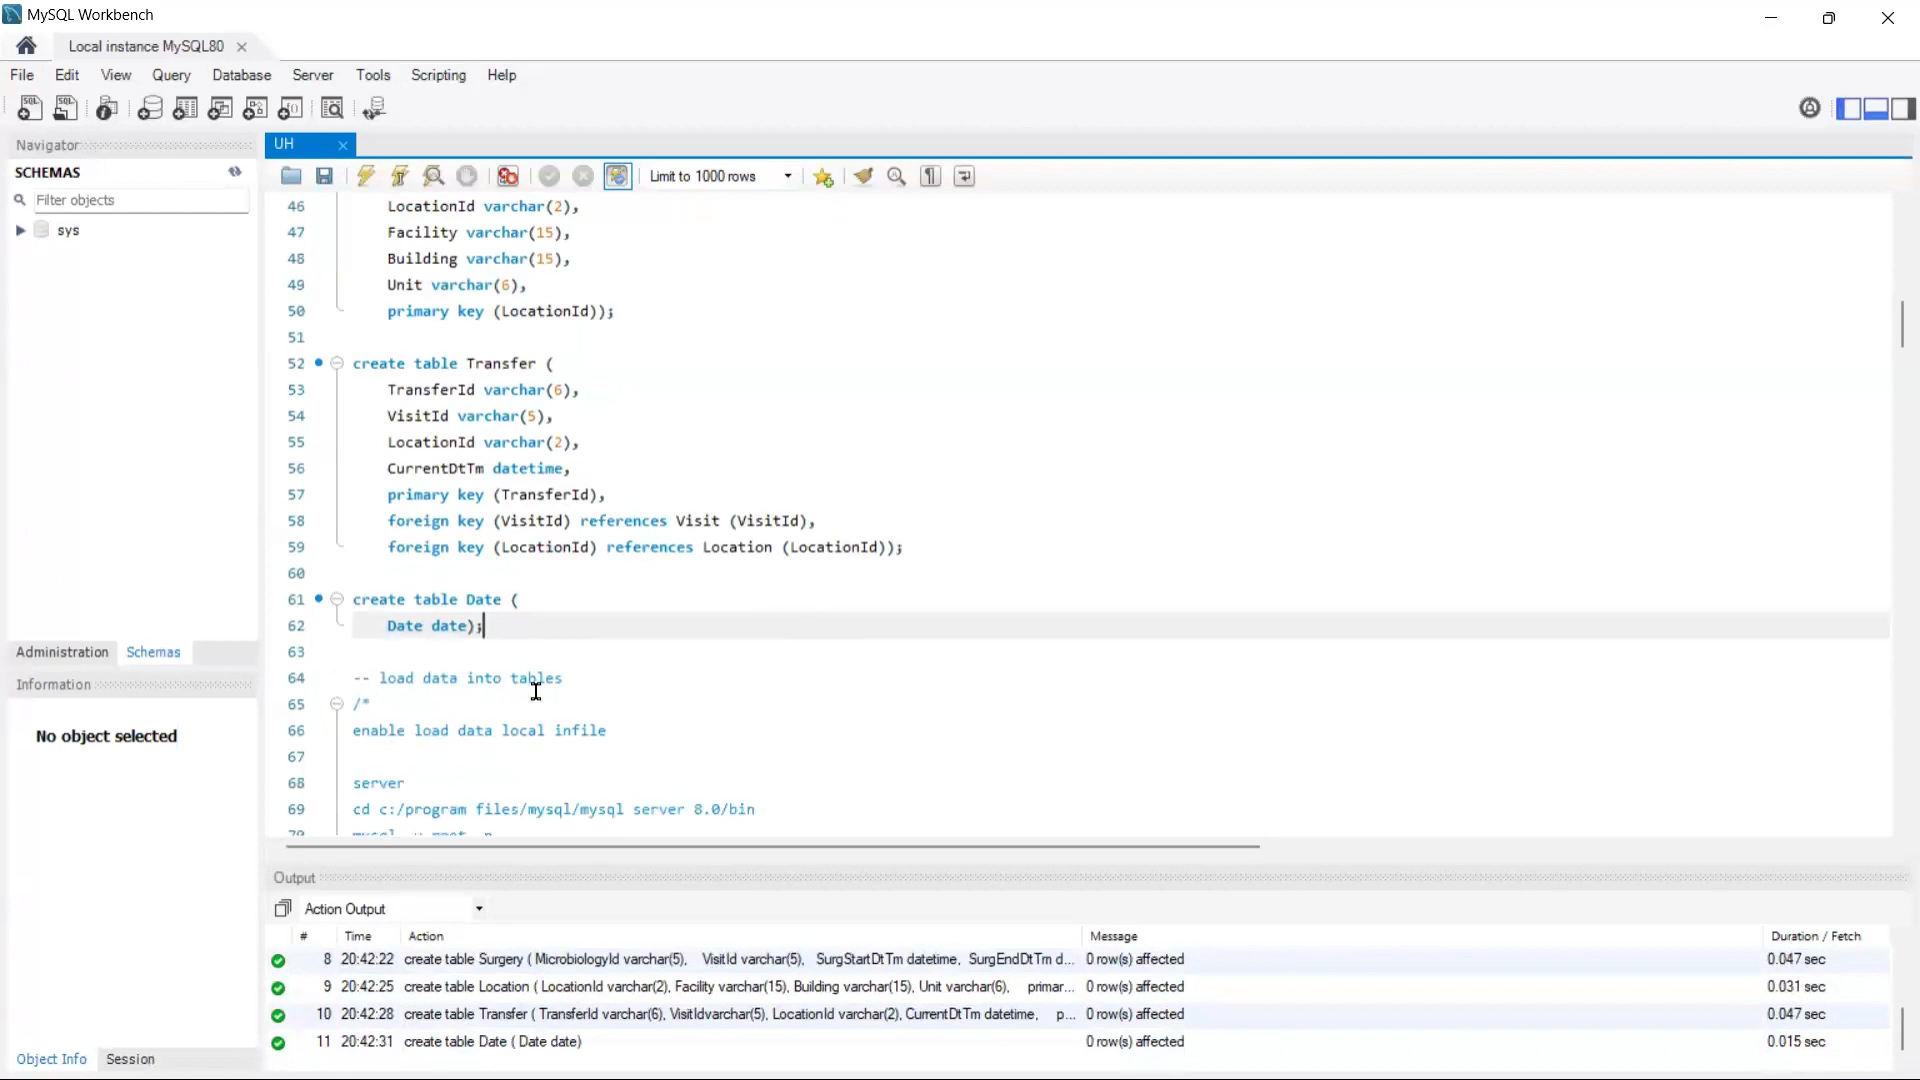 MySQL Workbench
Local instance MySQL80
File Edit View Query Database Server Tools Scripting Help
Navigator
SCHEMAS
Filter objects
sys
Administration Schemas
Information
No object selected
Object Info Session
UH
Limit to 1000 rows
46 LocationId varchar(2),
47 Facility varchar(15),
48 Building varchar(15),
49 Unit varchar(6),
50 primary key (LocationId));
51
52 create table Transfer (
53 TransferId varchar(6),
54 VisitId varchar(5),
55 LocationId varchar(2),
56 CurrentDtTm datetime,
57 primary key (TransferId),
58 foreign key (VisitId) references Visit (VisitId),
59 foreign key (LocationId) references Location (LocationId));
60
61 create table Date (
62 Date date);
63
64 -- load data into tables
65 /*
66 enable load data local infile
67
68 server
69 cd c:/program files/mysql/mysql server 8.0/bin
Output
Action Output
# Time Action Message Duration / Fetch
8 20:42:22 create table Surgery ( MicrobiologyId varchar(5), VisitId varchar(5), SurgStartDtTm datetime, SurgEndDtTm d... 0 row(s) affected 0.047 sec
9 20:42:25 create table Location ( LocationId varchar(2), Facility varchar(15), Building varchar(15), Unit varchar(6), primar... 0 row(s) affected 0.031 sec
10 20:42:28 create table Transfer ( TransferId varchar(6), VisitIdvarchar(5), LocationId varchar(2), CurrentDtTm datetime, p... 0 row(s) affected 0.047 sec
11 20:42:31 create table Date ( Date date) 0 row(s) affected 0.015 sec